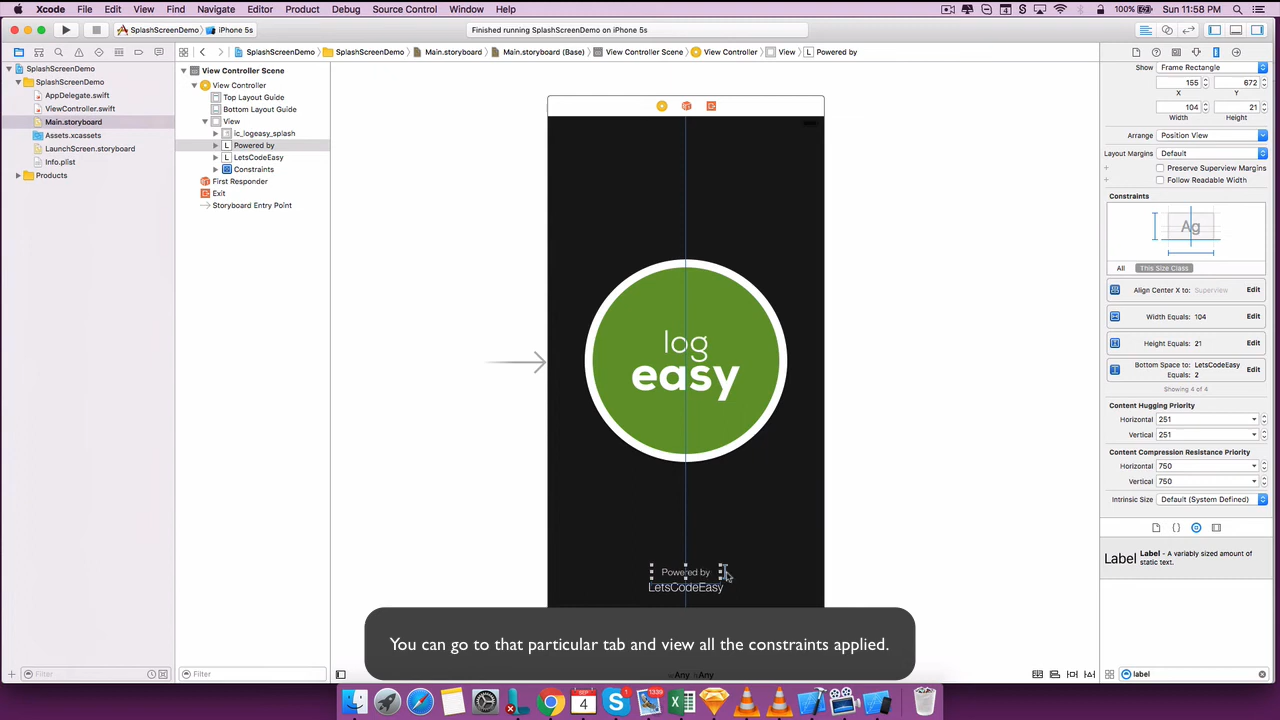 Xcode File Edit View Find Navigate Editor Product Debug Source Control Window Help
100% Sun 11:58 PM
SplashScreenDemo iPhone 5s
Finished running SplashScreenDemo on iPhone 5s
SplashScreenDemo SplashScreenDemo Main.storyboard Main.storyboard (Base) View Controller Scene View Controller View L Powered by
SplashScreenDemo
SplashScreenDemo
AppDelegate.swift
ViewController.swift
Main.storyboard
Assets.xcassets
LaunchScreen.storyboard
Info.plist
Products
View Controller Scene
View Controller
Top Layout Guide
Bottom Layout Guide
View
ic_logeasy_splash
L Powered by
L LetsCodeEasy
Constraints
First Responder
Exit
Storyboard Entry Point
log
easy
Powered by
LetsCodeEasy
Show Frame Rectangle
155 672
X Y
104 21
Width Height
Arrange Position View
Layout Margins Default
Preserve Superview Margins
Follow Readable Width
Constraints
Ag
All This Size Class
Align Center X to: Superview Edit
Width Equals: 104 Edit
Height Equals: 21 Edit
Bottom Space to: LetsCodeEasy Edit
Equals: 2
Showing 4 of 4
Content Hugging Priority
Horizontal 251
Vertical 251
Content Compression Resistance Priority
Horizontal 750
Vertical 750
Intrinsic Size Default (System Defined)
Label Label - A variably sized amount of
static text.
You can go to that particular tab and view all the constraints applied.
Filter
Filter
Any Any
label
SEP
4
1
1339